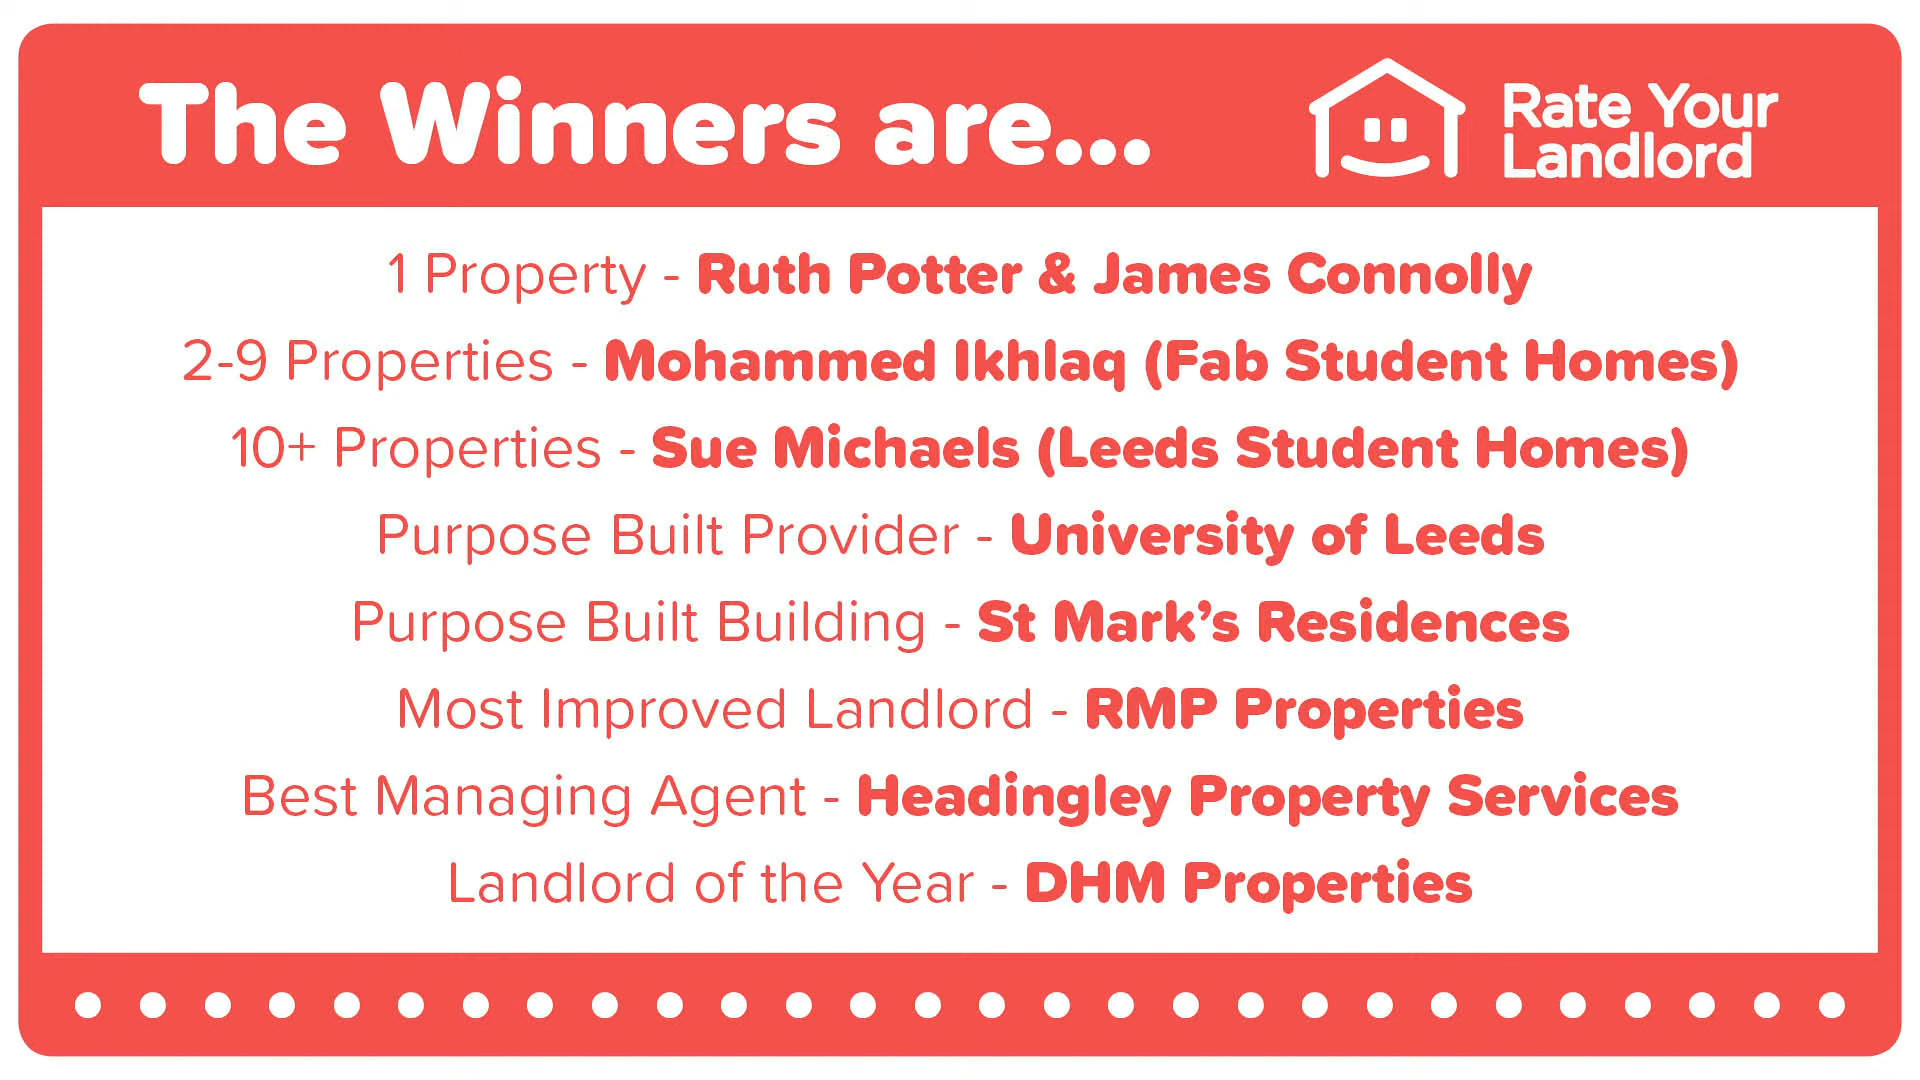 The Winners are...
Rate Your
Landlord
1 Property - Ruth Potter & James Connolly
2-9 Properties - Mohammed Ikhlaq (Fab Student Homes)
10+ Properties - Sue Michaels (Leeds Student Homes)
Purpose Built Provider - University of Leeds
Purpose Built Building - St Mark’s Residences
Most Improved Landlord - RMP Properties
Best Managing Agent - Headingley Property Services
Landlord of the Year - DHM Properties